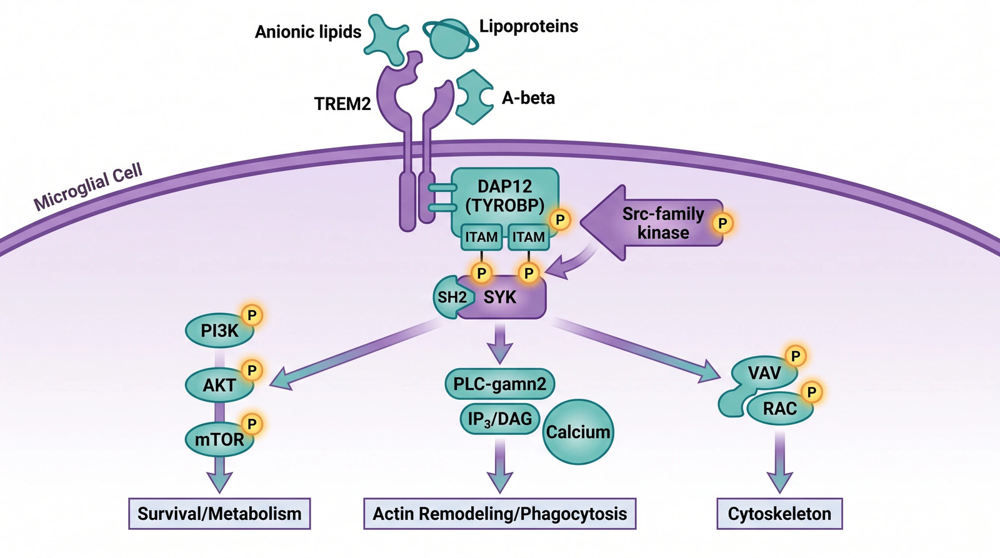 Anionic lipids
Lipoproteins
TREM2
A-beta
Microglial Cell
DAP12
(TYROBP)
P
ITAM
ITAM
Src-family
kinase
P
P
P
SH2
SYK
PI3K
P
AKT
P
mTOR
P
PLC-gamn2
IP₃/DAG
Calcium
VAV
P
RAC
P
Survival/Metabolism
Actin Remodeling/Phagocytosis
Cytoskeleton